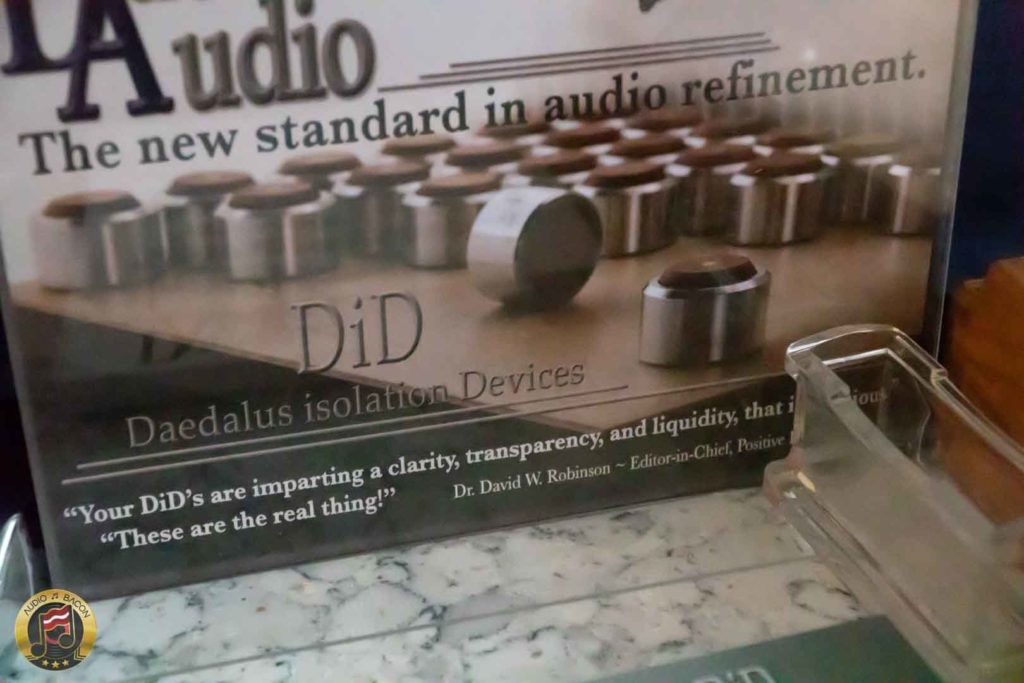 Audio
The new standard in audio refinement.
DiD
Daedalus isolation Devices
“Your DiD’s are imparting a clarity, transparency, and liquidity, that
“These are the real thing!”
Dr. David W. Robinson ~ Editor-in-Chief, Positive
AUDIO BACON